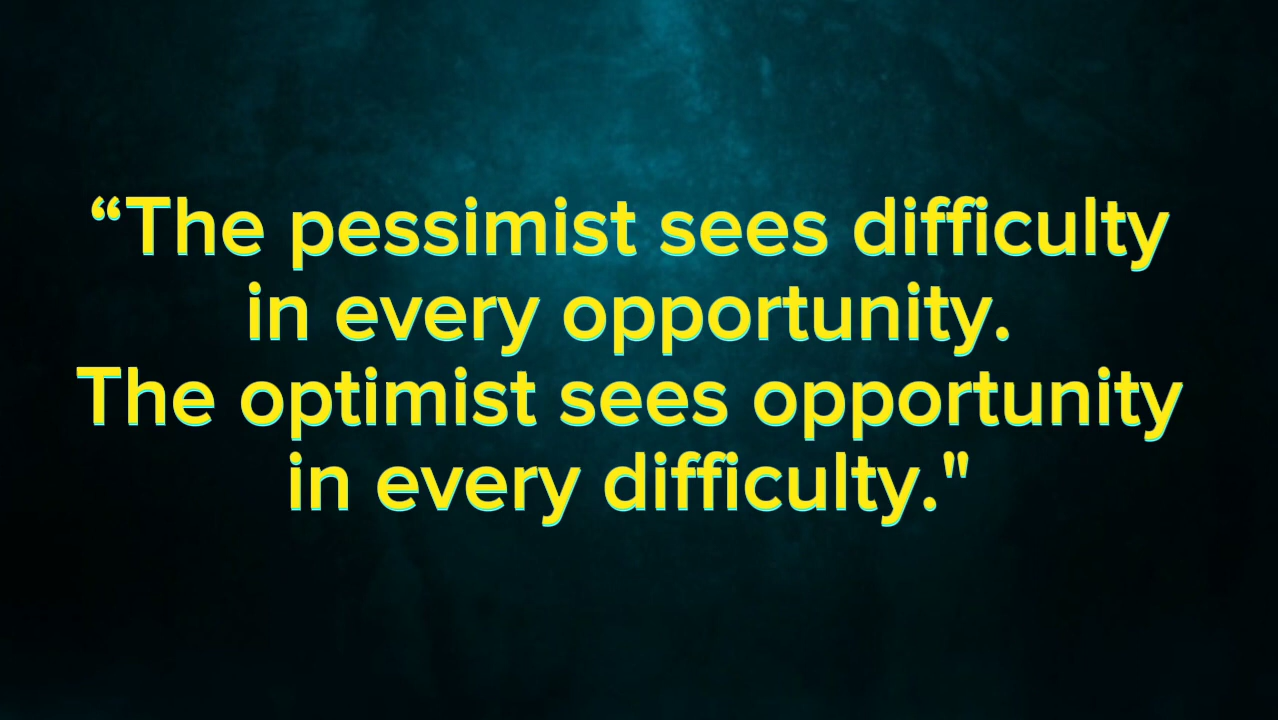 “The pessimist sees difficulty
in every opportunity.
The optimist sees opportunity
in every difficulty."